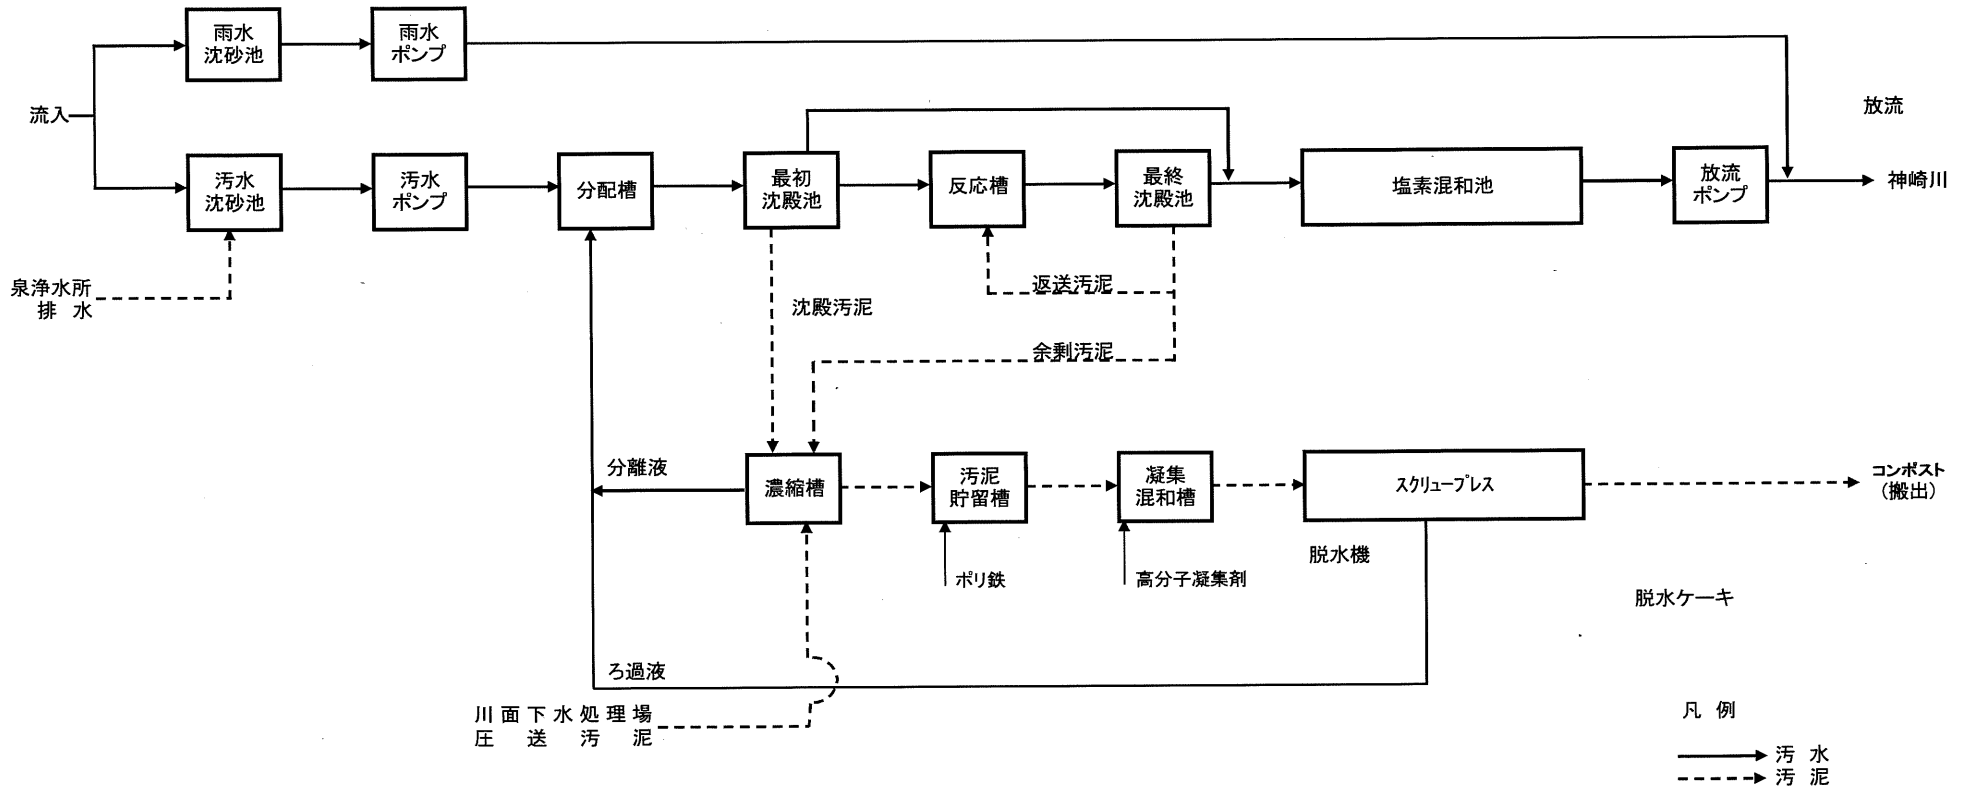 雨水
沈砂池
雨水
ポンプ
流入
放流
汚水
沈砂池
汚水
ポンプ
分配槽
最初
沈殿池
反応槽
最終
沈殿池
塩素混和池
放流
ポンプ
神崎川
泉浄水所
排水
沈殿汚泥
返送汚泥
余剰汚泥
分離液
濃縮槽
汚泥
貯留槽
凝集
混和槽
スクリュープレス
コンポスト
(搬出)
ポリ鉄
高分子凝集剤
脱水機
脱水ケーキ
ろ過液
川面下水処理場
圧送汚泥
凡例
汚水
汚泥